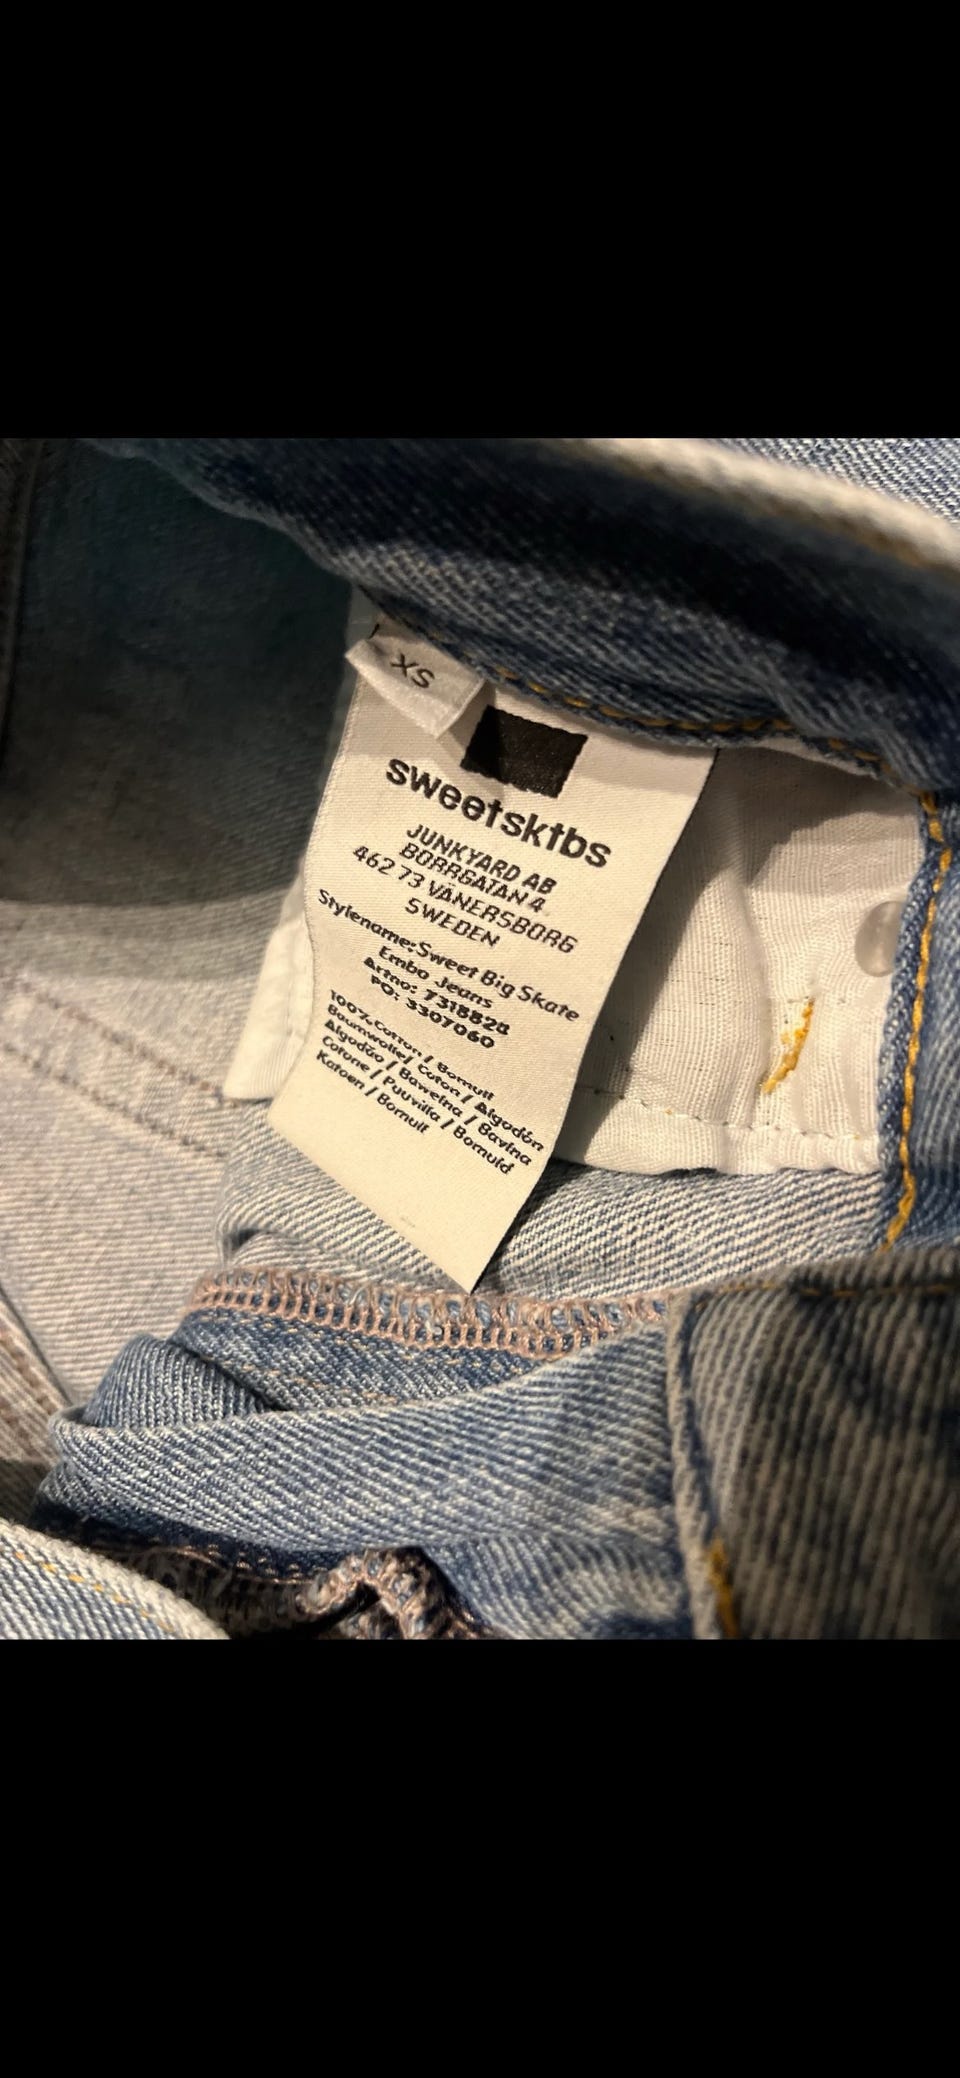 XS
sweetsktbs
JUNKYARD AB
BORRGATAN 4
462 73 VÄNERSBORG
SWEDEN
Stylename:Sweet Big Skate
Embo Jeans
Artno:
PO: 3307060
100% Cotton / Bomull
Baumwolle/ Coton / Algodón
Algodão / Bawełna / Bavlna
Cotone / Puuvilla / Bomuld
Katoen / Bomull